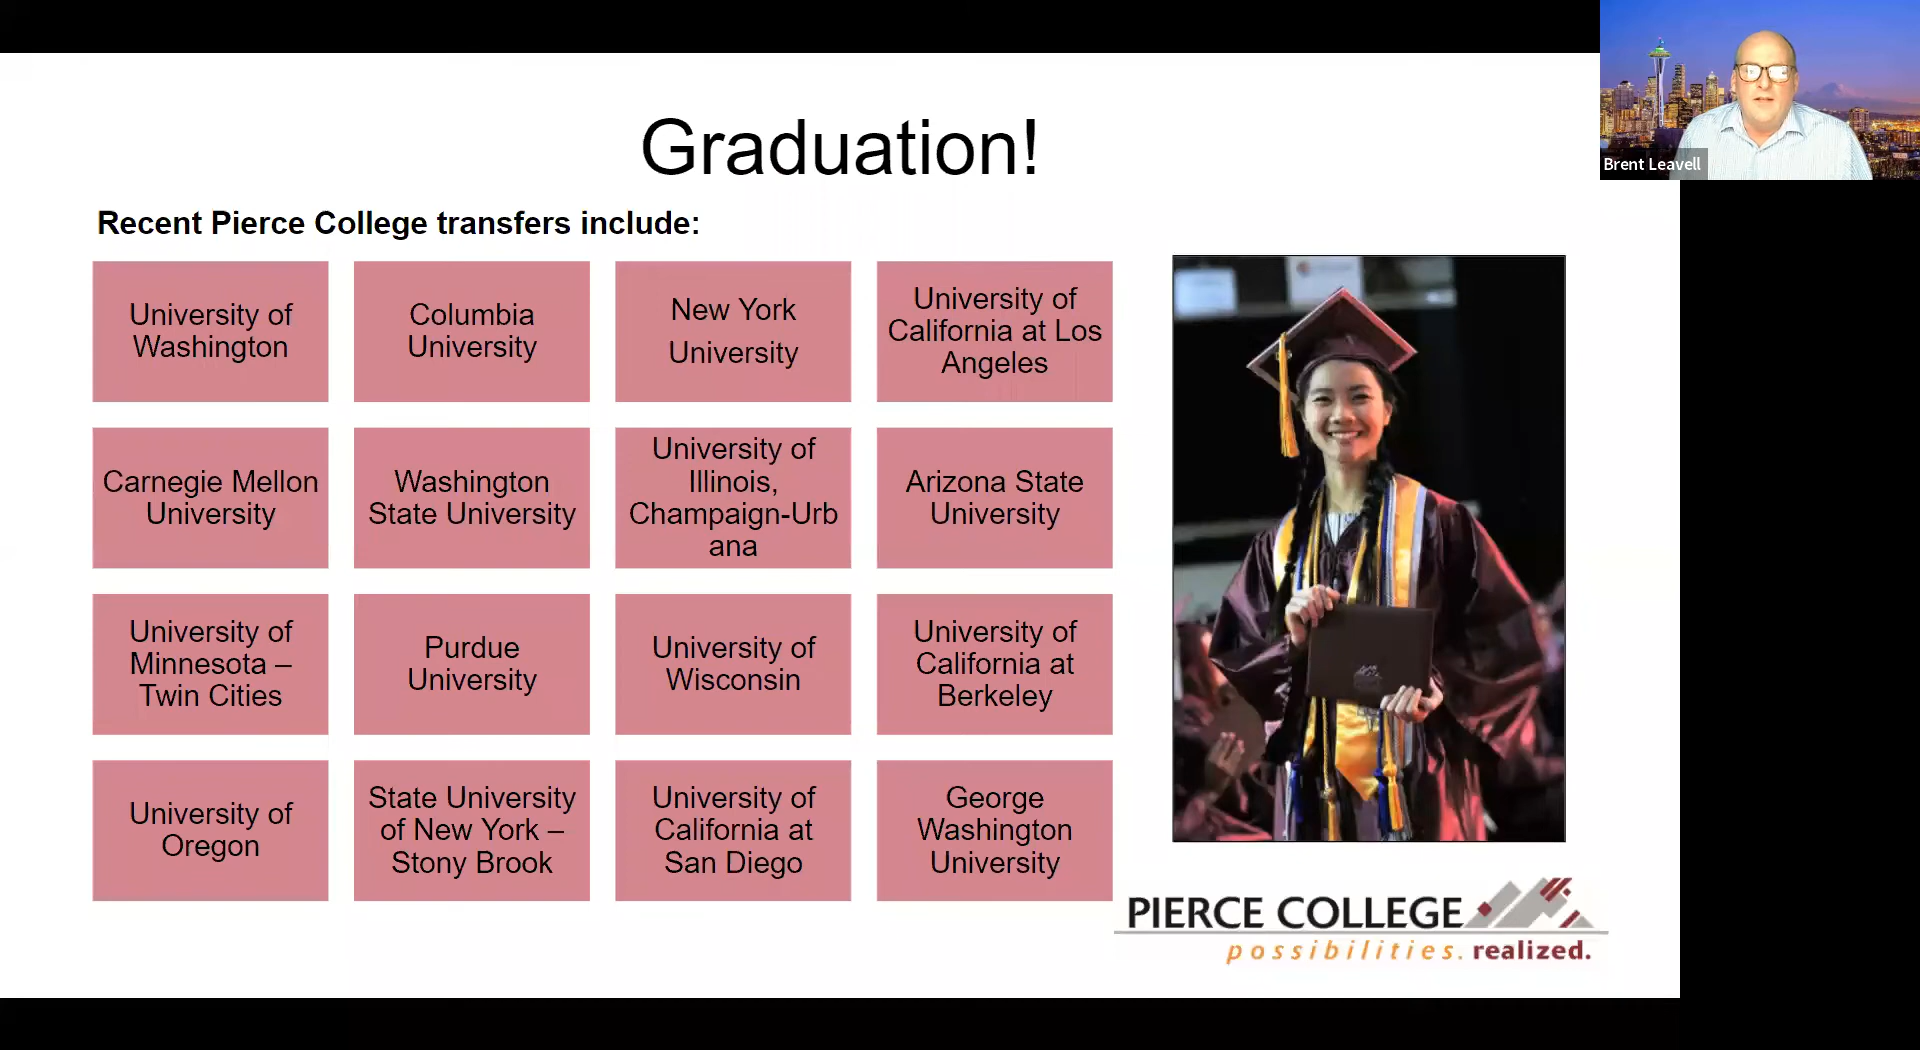 Graduation!
Brent Leavell
Recent Pierce College transfers include:
University of
Washington
Columbia
University
New York
University
University of
California at Los
Angeles
Carnegie Mellon
University
Washington
State University
University of
Illinois,
Champaign-Urb
ana
Arizona State
University
University of
Minnesota –
Twin Cities
Purdue
University
University of
Wisconsin
University of
California at
Berkeley
University of
Oregon
State University
of New York –
Stony Brook
University of
California at
San Diego
George
Washington
University
PIERCE COLLEGE
possibilities. realized.